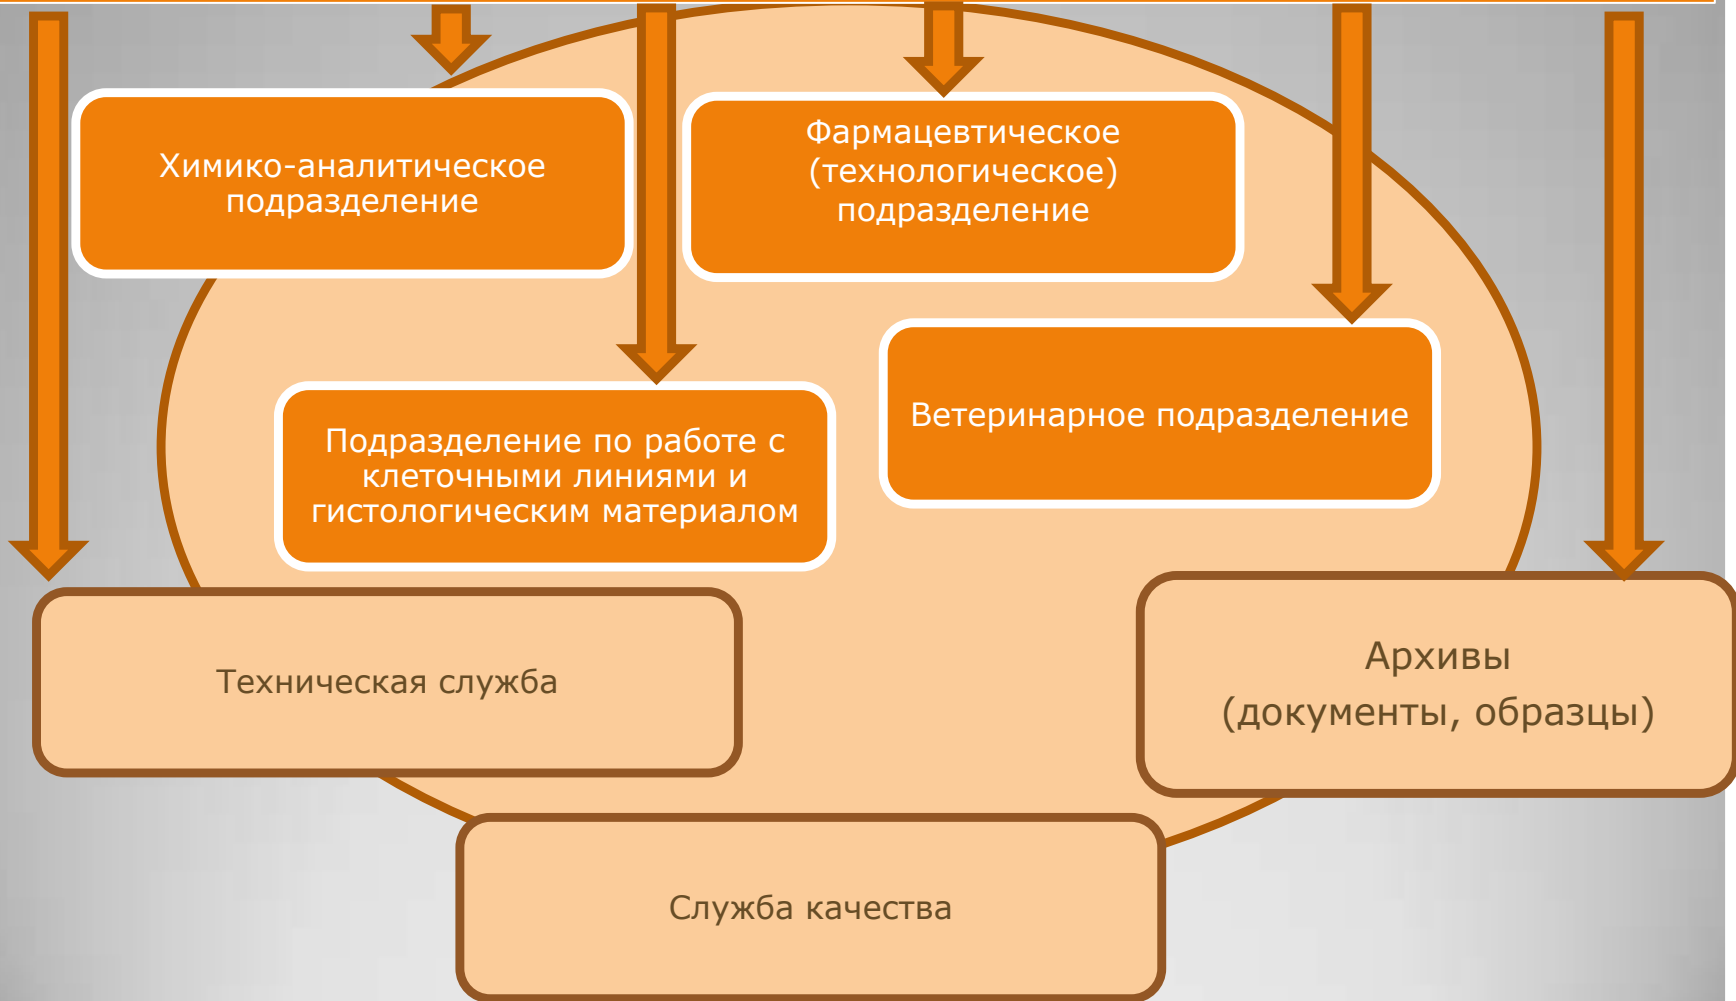 Химико-аналитическое
подразделение
Фармацевтическое
(технологическое)
подразделение
Подразделение по работе с
клеточными линиями и
гистологическим материалом
Ветеринарное подразделение
Техническая служба
Архивы
(документы, образцы)
Служба качества